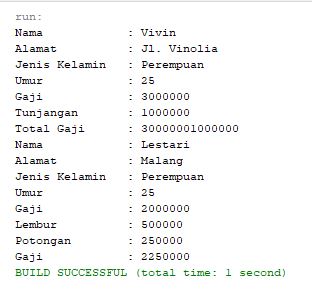 run:
Nama : Vivin
Alamat : Jl. Vinolia
Jenis Kelamin : Perempuan
Umur : 25
Gaji : 3000000
Tunjangan : 1000000
Total Gaji : 30000001000000
Nama : Lestari
Alamat : Malang
Jenis Kelamin : Perempuan
Umur : 25
Gaji : 2000000
Lembur : 500000
Potongan : 250000
Gaji : 2250000
BUILD SUCCESSFUL (total time: 1 second)